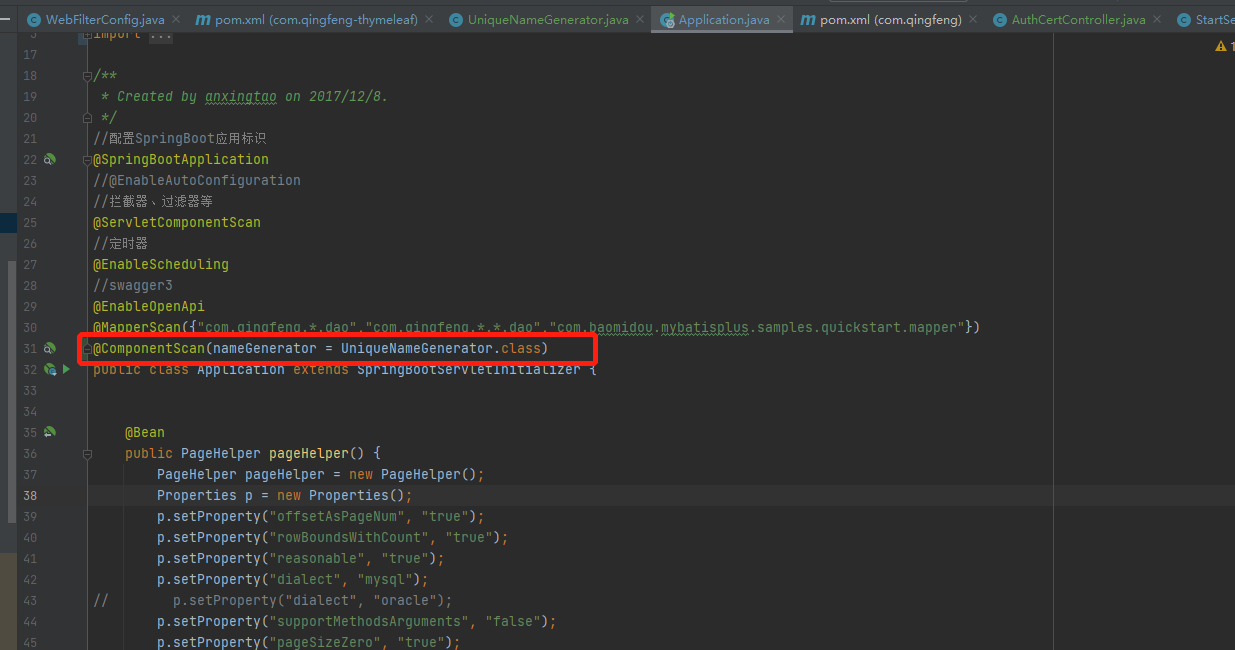 WebFilterConfig.java pom.xml (com.qingfeng-thymeleaf) UniqueNameGenerator.java Application.java pom.xml (com.qingfeng) AuthCertController.java StartSe
import ...
17
18 /**
19 * Created by anxingtao on 2017/12/8.
20 */
21 //配置SpringBoot应用标识
22 @SpringBootApplication
23 //@EnableAutoConfiguration
24 //拦截器、过滤器等
25 @ServletComponentScan
26 //定时器
27 @EnableScheduling
28 //swagger3
29 @EnableOpenApi
30 @MapperScan({"com.qingfeng.*.dao","com.qingfeng.*.*.dao","com.baomidou.mybatisplus.samples.quickstart.mapper"})
31 @ComponentScan(nameGenerator = UniqueNameGenerator.class)
32 public class Application extends SpringBootServletInitializer {
33
34
35 @Bean
36 public PageHelper pageHelper() {
37 PageHelper pageHelper = new PageHelper();
38 Properties p = new Properties();
39 p.setProperty("offsetAsPageNum", "true");
40 p.setProperty("rowBoundsWithCount", "true");
41 p.setProperty("reasonable", "true");
42 p.setProperty("dialect", "mysql");
43 // p.setProperty("dialect", "oracle");
44 p.setProperty("supportMethodsArguments", "false");
45 p.setProperty("pageSizeZero", "true");